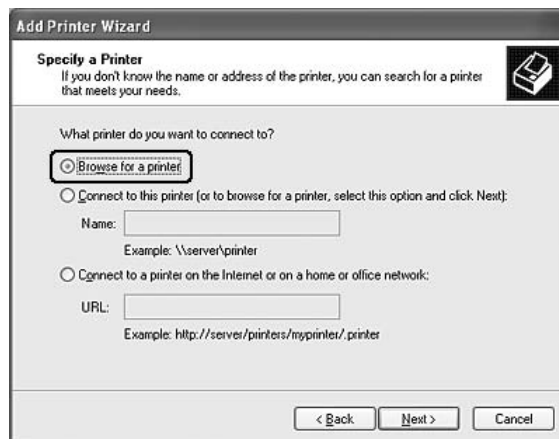 Add Printer Wizard
Specify a Printer
If you don't know the name or address of the printer, you can search for a printer
that meets your needs.
What printer do you want to connect to?
Browse for a printer
Connect to this printer (or to browse for a printer, select this option and click Next):
Name:
Example: \\server\printer
Connect to a printer on the Internet or on a home or office network:
URL:
Example: http://server/printers/myprinter/.printer
< Back Next > Cancel